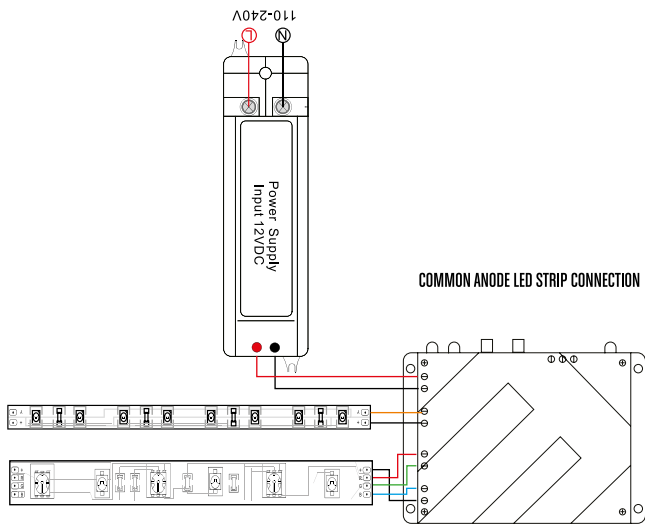 110-240V
L N
Power Supply
Input 12VDC
COMMON ANODE LED STRIP CONNECTION